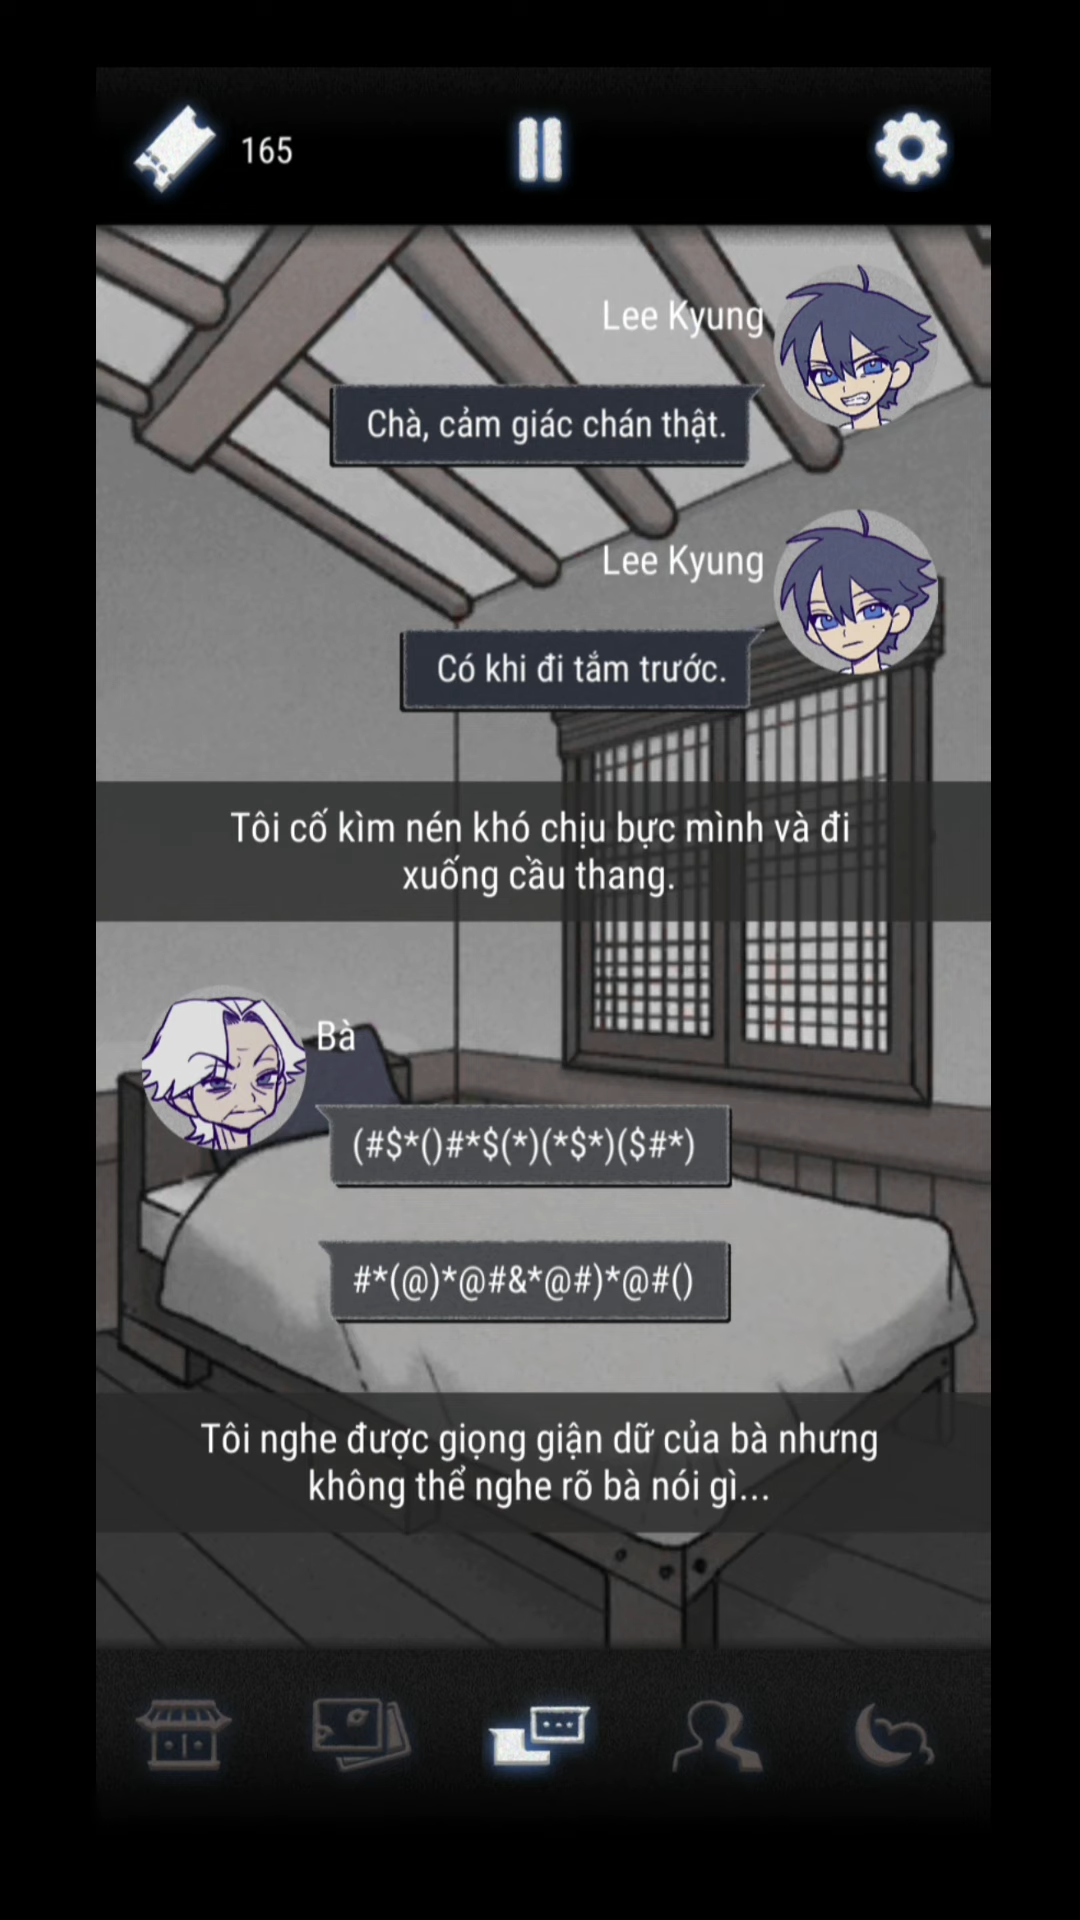 165
Lee Kyung
Chà, cảm giác chán thật.
Lee Kyung
Có khi đi tắm trước.
Tôi cố kìm nén khó chịu bực mình và đi
xuống cầu thang.
Bà
(#$*()#*$(*)(*$*)($#*)
#*(@)*@#&*@#)*@#()
Tôi nghe được giọng giận dữ của bà nhưng
không thể nghe rõ bà nói gì...